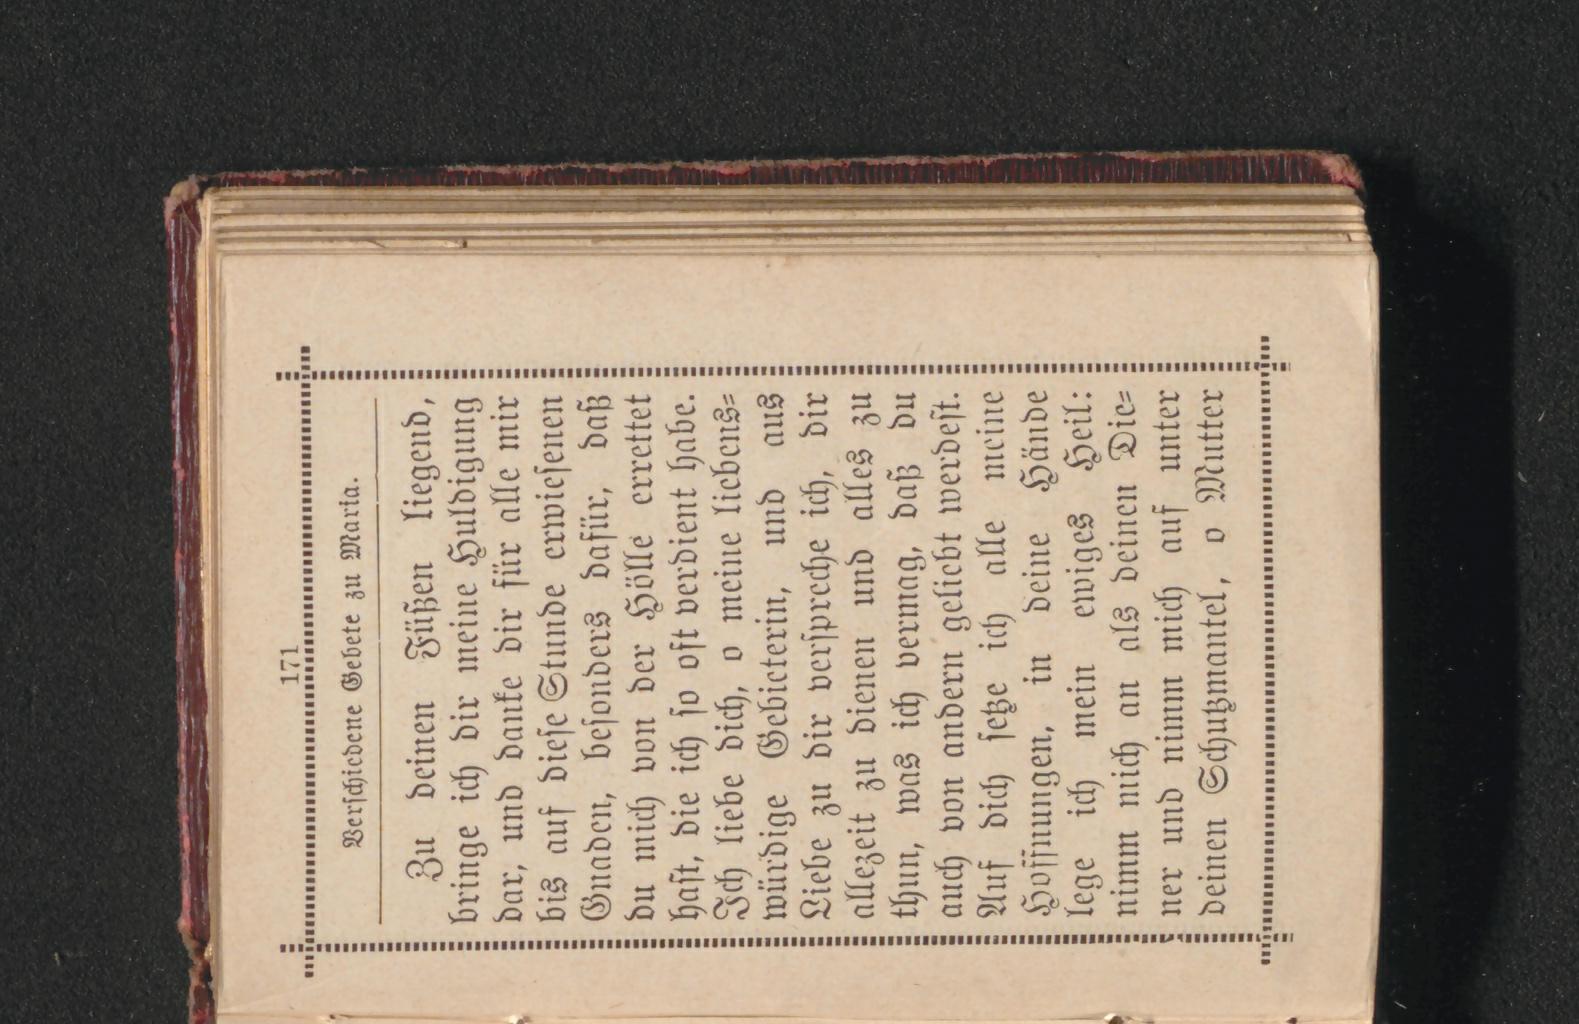 171
Verschiedene Gebete zu Maria.
Zu deinen Füßen liegend,
bringe ich dir meine Huldigung
dar, und danke dir für alle mir
bis auf diese Stunde erwiesenen
Gnaden, besonders dafür, daß
du mich von der Hölle errettet
hast, die ich so oft verdient habe.
Ich liebe dich, o meine liebens=
würdige Gebieterin, und aus
Liebe zu dir verspreche ich, dir
allezeit zu dienen und alles zu
thun, was ich vermag, daß du
auch von andern geliebt werdest.
Auf dich setze ich alle meine
Hoffnungen, in deine Hände
lege ich mein ewiges Heil:
nimm mich an als deinen Die=
ner und nimm mich auf unter
deinen Schutzmantel, o Mutter